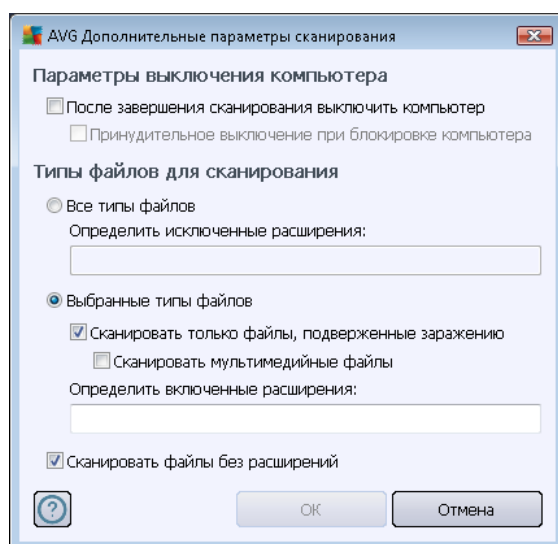 AVG Дополнительные параметры сканирования
Параметры выключения компьютера
После завершения сканирования выключить компьютер
Принудительное выключение при блокировке компьютера
Типы файлов для сканирования
Все типы файлов
Определить исключенные расширения:
Выбранные типы файлов
Сканировать только файлы, подверженные заражению
Сканировать мультимедийные файлы
Определить включенные расширения:
Сканировать файлы без расширений
? ОК Отмена